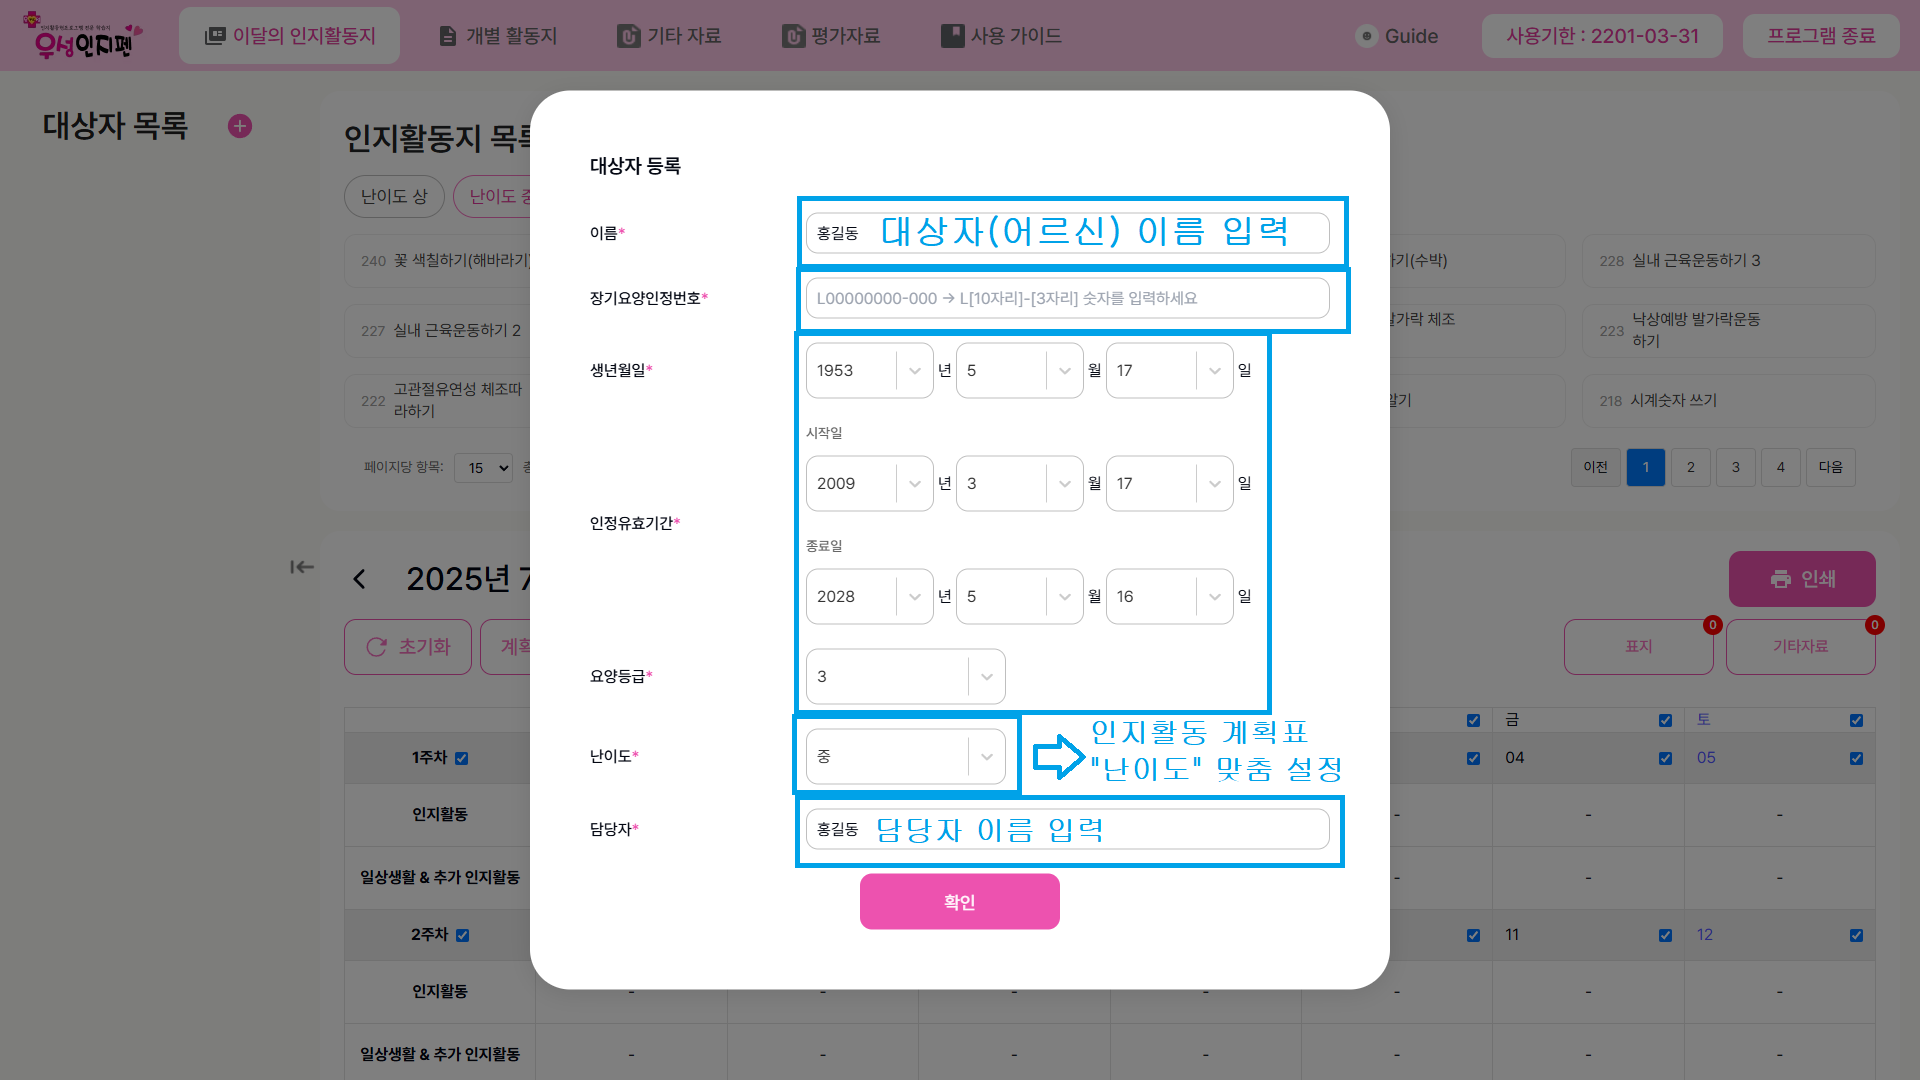 인지활동프로그램 전문 학습지
우성인지펜
이달의 인지활동지
개별 활동지
기타 자료
평가자료
사용 가이드
Guide
사용기한 : 2201-03-31
프로그램 종료
대상자 목록
인지활동지 목록
난이도 상
난이도 중
240 꽃 색칠하기(해바라기)
하기(수박)
228 실내 근육운동하기 3
227 실내 근육운동하기 2
발가락 체조
223 낙상예방 발가락운동
하기
222 고관절유연성 체조따
라하기
알기
218 시계숫자 쓰기
페이지당 항목: 15 총
이전 1 2 3 4 다음
2025년 7
인쇄
초기화
계획
표지 0
기타자료 0
금
토
1주차
04
05
인지활동
-
-
-
일상생활 & 추가 인지활동
-
-
-
2주차
11
12
인지활동
-
-
-
-
-
-
-
일상생활 & 추가 인지활동
-
-
-
-
-
-
-
대상자 등록
이름*
홍길동 대상자(어르신) 이름 입력
장기요양인정번호*
L00000000-000 → L[10자리]-[3자리] 숫자를 입력하세요
생년월일*
1953 년 5 월 17 일
인정유효기간*
시작일
2009 년 3 월 17 일
종료일
2028 년 5 월 16 일
요양등급*
3
난이도*
중
인지활동 계획표
"난이도" 맞춤 설정
담당자*
홍길동 담당자 이름 입력
확인